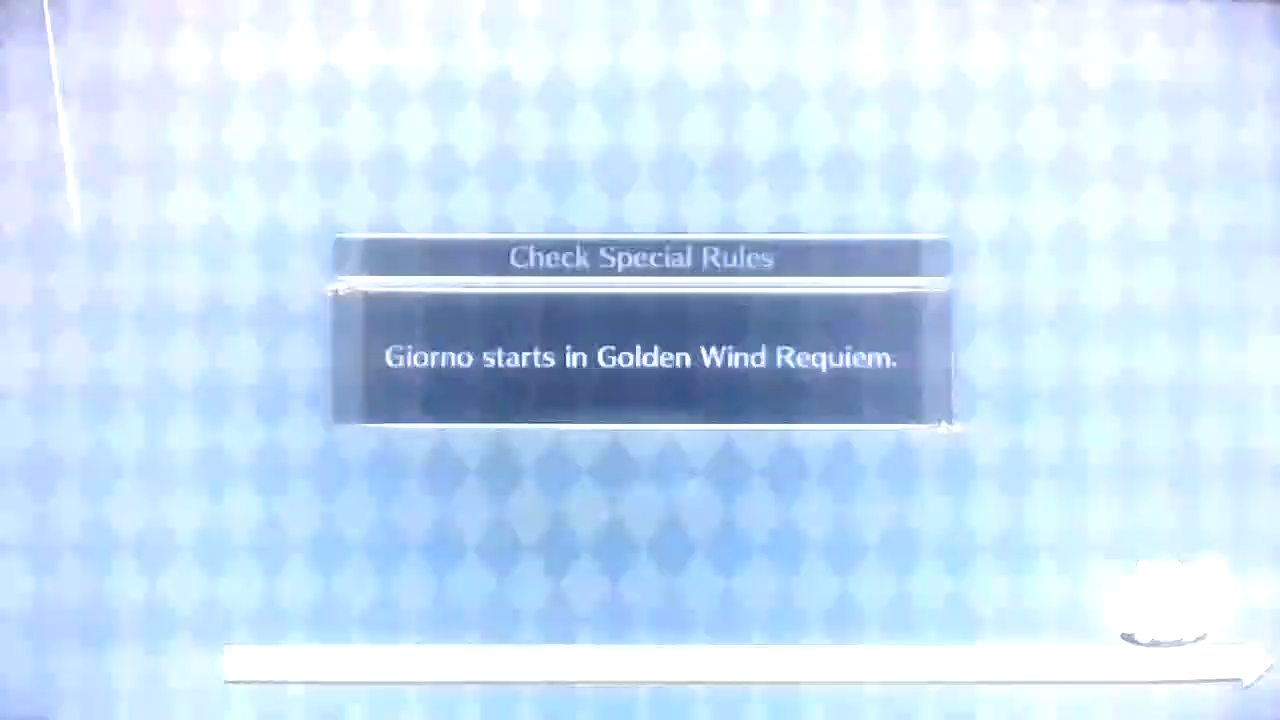 Check Special Rules
Giorno starts in Golden Wind Requiem.